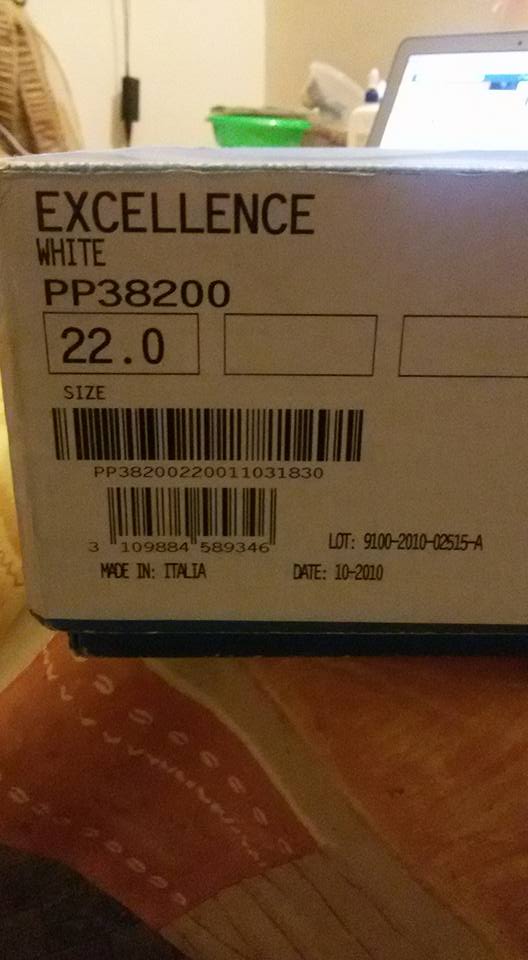 EXCELLENCE
WHITE
PP38200
22.0
SIZE
PP38200220011031830
3 109884 589346
LOT: 9100-2010-02515-A
MADE IN: ITALIA DATE: 10-2010